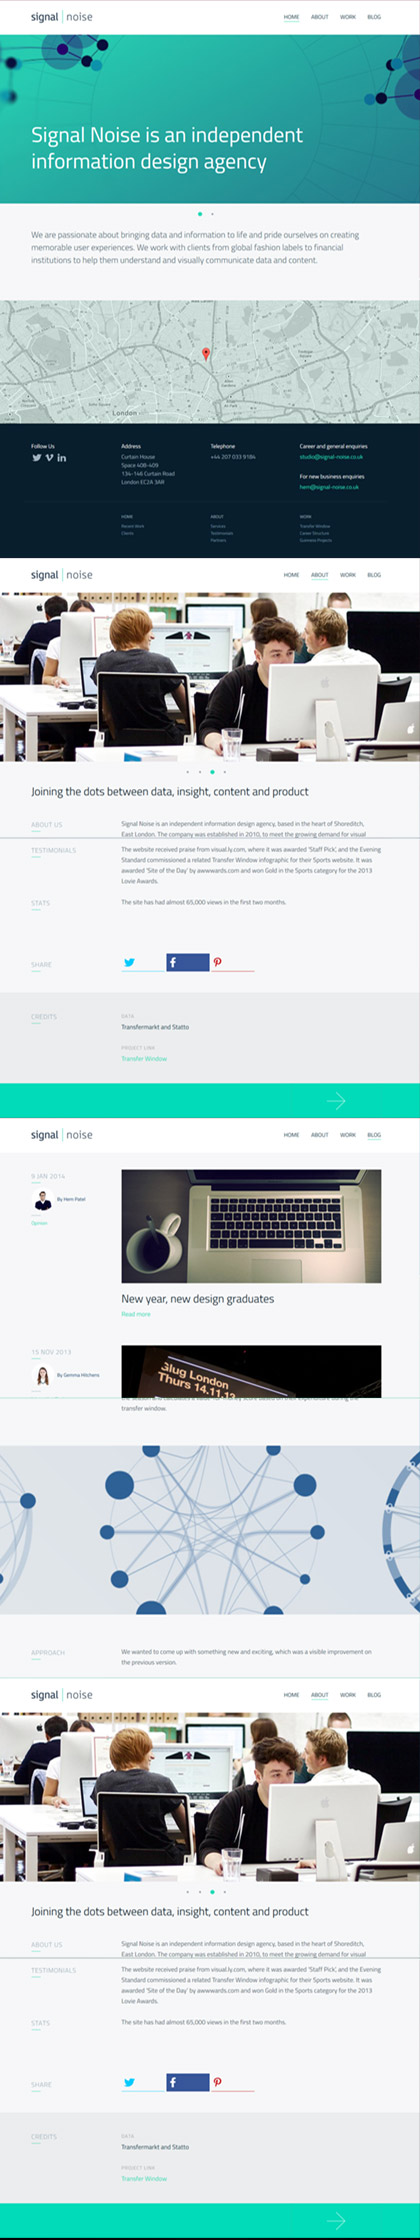 signal | noise
HOME ABOUT WORK BLOG
Signal Noise is an independent
information design agency
We are passionate about bringing data and information to life and pride ourselves on creating
memorable user experiences. We work with clients from global fashion labels to financial
institutions to help them understand and visually communicate data and content.
London
Follow Us
Address
Curtain House
Space 408-409
134-146 Curtain Road
London EC2A 3AR
Telephone
+44 207 033 9184
Career and general enquiries
studio@signal-noise.co.uk
For new business enquiries
hem@signal-noise.co.uk
HOME
Recent Work
Clients
ABOUT
Services
Testimonials
Partners
WORK
Transfer Window
Career Structure
signal | noise
HOME ABOUT WORK BLOG
Joining the dots between data, insight, content and product
ABOUT US
Signal Noise is an independent information design agency, based in the heart of Shoreditch,
East London. The company was established in 2010, to meet the growing demand for visual
TESTIMONIALS
The website received praise from visual.ly.com, where it was awarded 'Staff Pick', and the Evening
Standard commissioned a related Transfer Window infographic for their Sports website. It was
awarded 'Site of the Day' by awwwards.com and won Gold in the Sports category for the 2013
Lovie Awards.
STATS
The site has had almost 65,000 views in the first two months.
SHARE
CREDITS
DATA
Transfermarkt and Statto
PROJECT LINK
Transfer Window
signal | noise
HOME ABOUT WORK BLOG
9 JAN 2014
By Hem Patel
Opinion
New year, new design graduates
Read more
15 NOV 2013
By Gemma Hitchens
Glug London
Thurs 14.11.13
transfer window.
APPROACH
We wanted to come up with something new and exciting, which was a visible improvement on
the previous version.
signal | noise
HOME ABOUT WORK BLOG
Joining the dots between data, insight, content and product
ABOUT US
Signal Noise is an independent information design agency, based in the heart of Shoreditch,
East London. The company was established in 2010, to meet the growing demand for visual
TESTIMONIALS
The website received praise from visual.ly.com, where it was awarded 'Staff Pick', and the Evening
Standard commissioned a related Transfer Window infographic for their Sports website. It was
awarded 'Site of the Day' by awwwards.com and won Gold in the Sports category for the 2013
Lovie Awards.
STATS
The site has had almost 65,000 views in the first two months.
SHARE
CREDITS
DATA
Transfermarkt and Statto
PROJECT LINK
Transfer Window